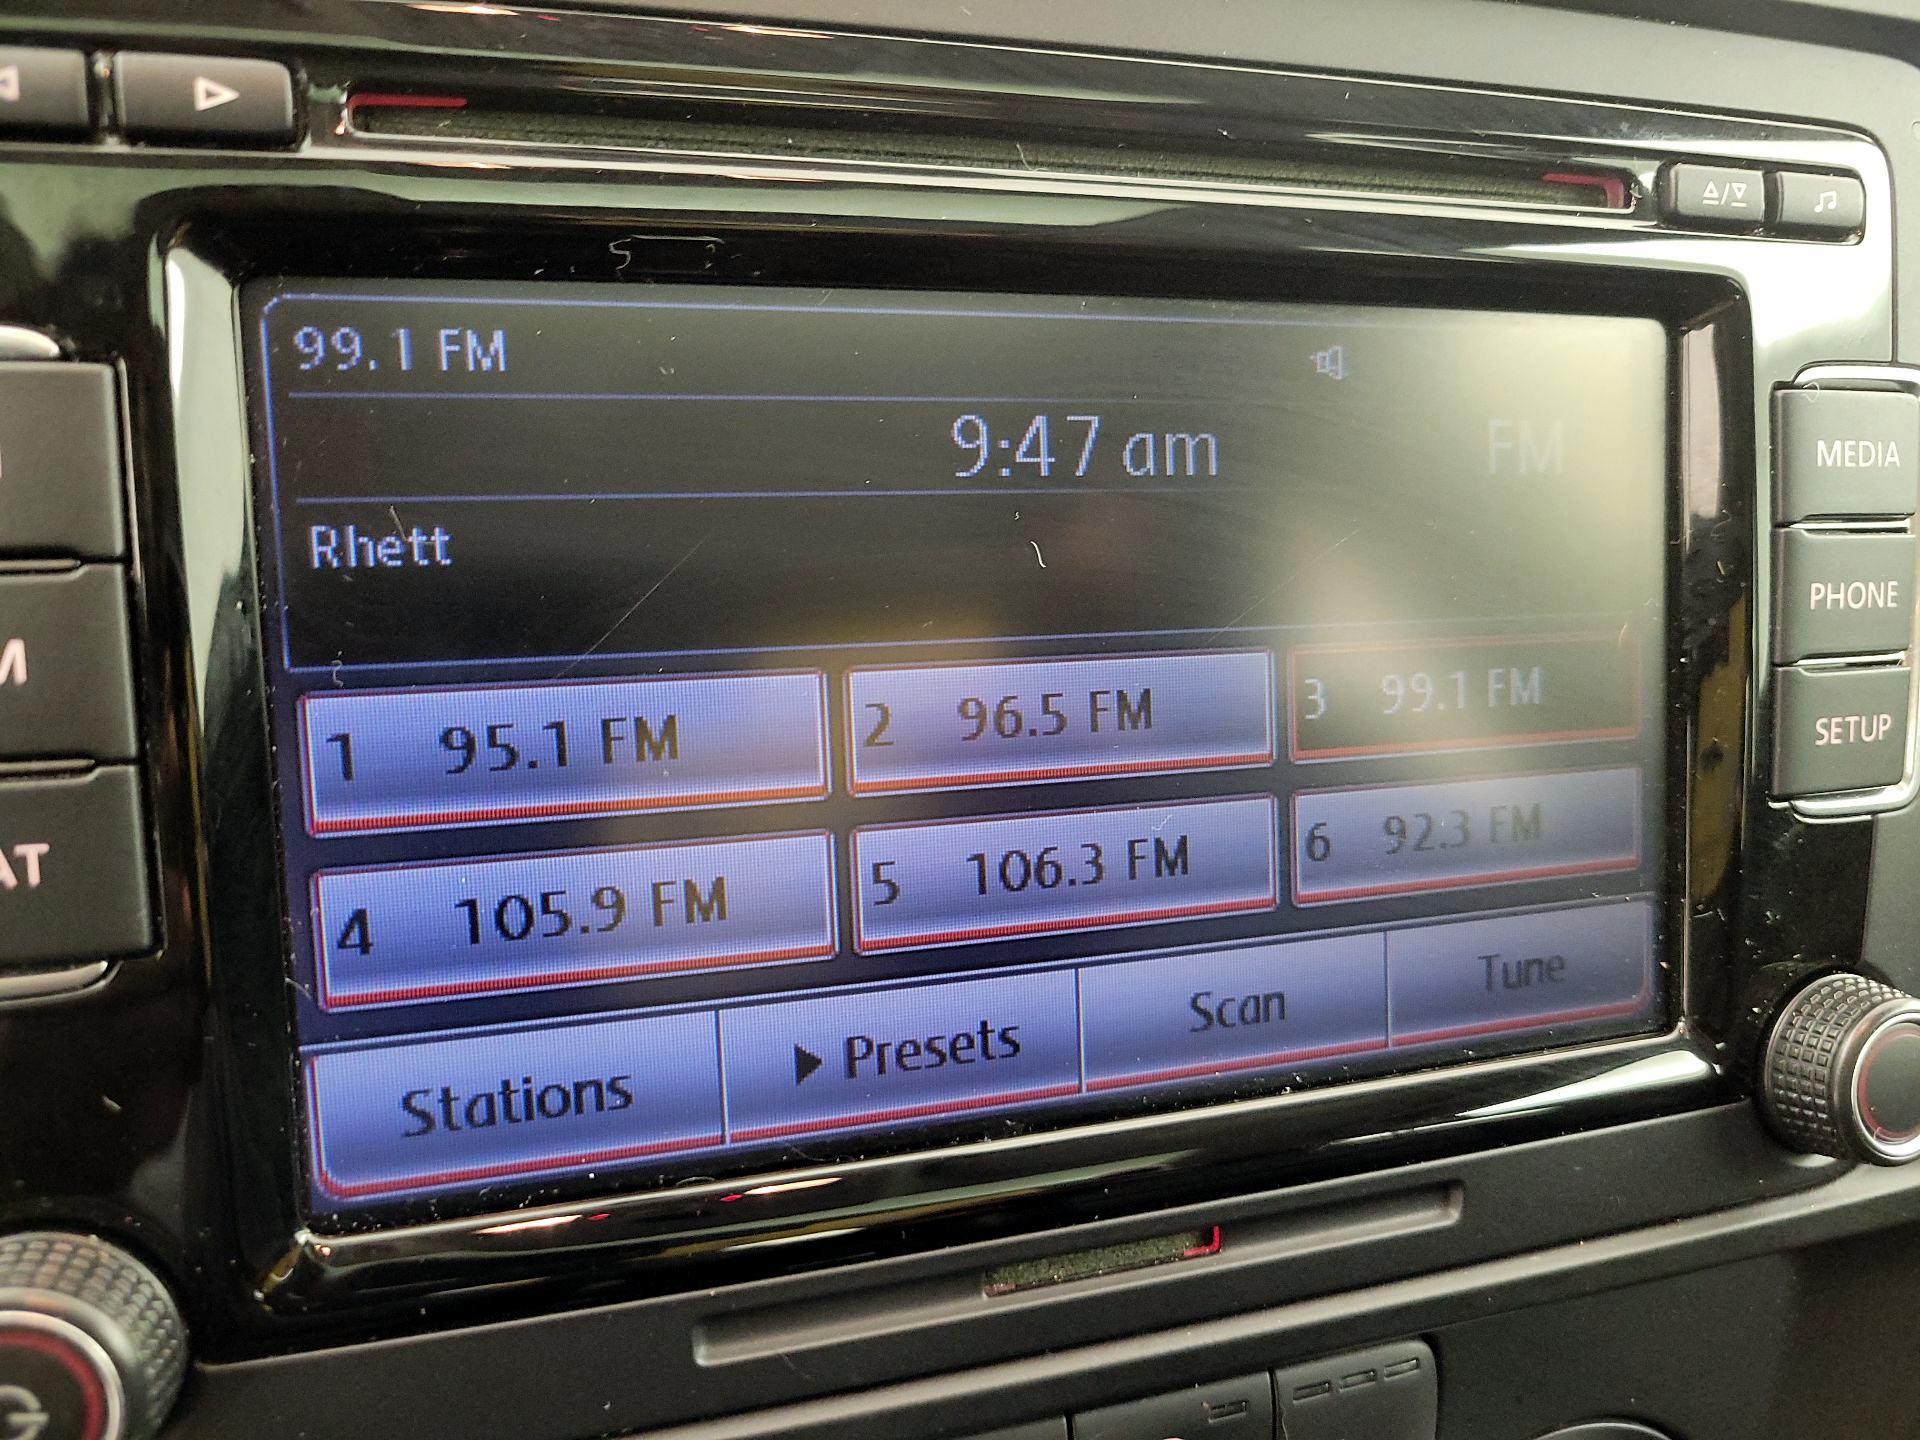 99.1 FM
9:47 am FM
Rhett
1 95.1 FM 2 96.5 FM 3 99.1 FM
4 105.9 FM 5 106.3 FM 6 92.3 FM
Stations Presets Scan Tune
MEDIA
PHONE
SETUP
M
AT